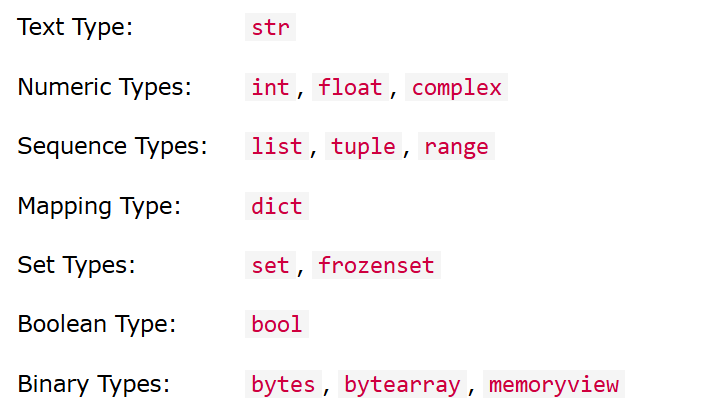 Text Type: str
Numeric Types: int, float, complex
Sequence Types: list, tuple, range
Mapping Type: dict
Set Types: set, frozenset
Boolean Type: bool
Binary Types: bytes, bytearray, memoryview